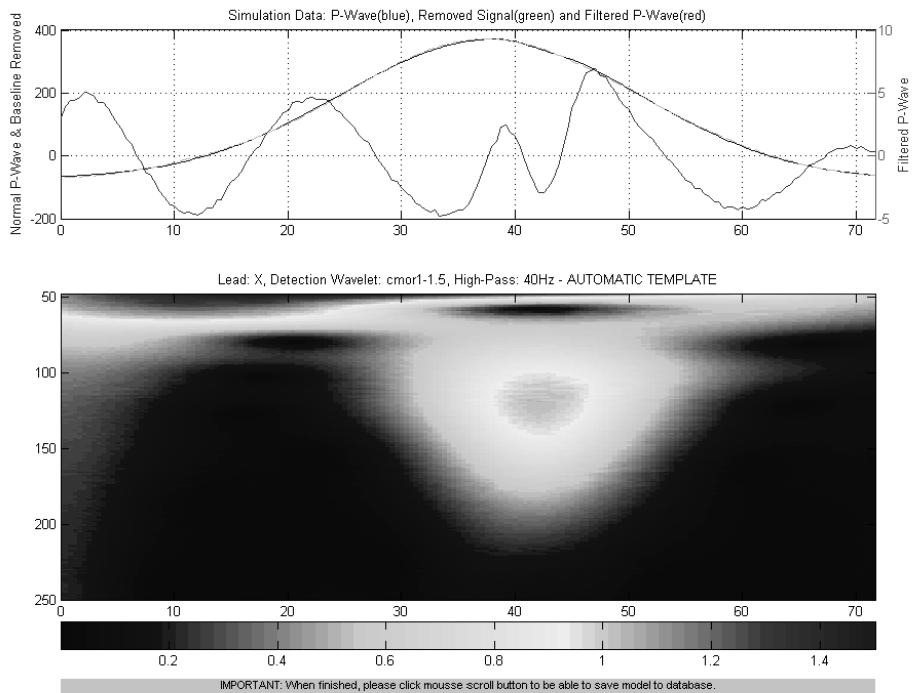 Simulation Data: P-Wave(blue), Removed Signal(green) and Filtered P-Wave(red)
Normal P-Wave & Baseline Removed
400
200
0
-200
10
5
0
-5
Filtered P-Wave
0 10 20 30 40 50 60 70
Lead: X, Detection Wavelet: cmor1-1.5, High-Pass: 40Hz - AUTOMATIC TEMPLATE
50
100
150
200
250
0 10 20 30 40 50 60 70
0.2 0.4 0.6 0.8 1 1.2 1.4
IMPORTANT: When finished, please click mousse scroll button to be able to save model to database.